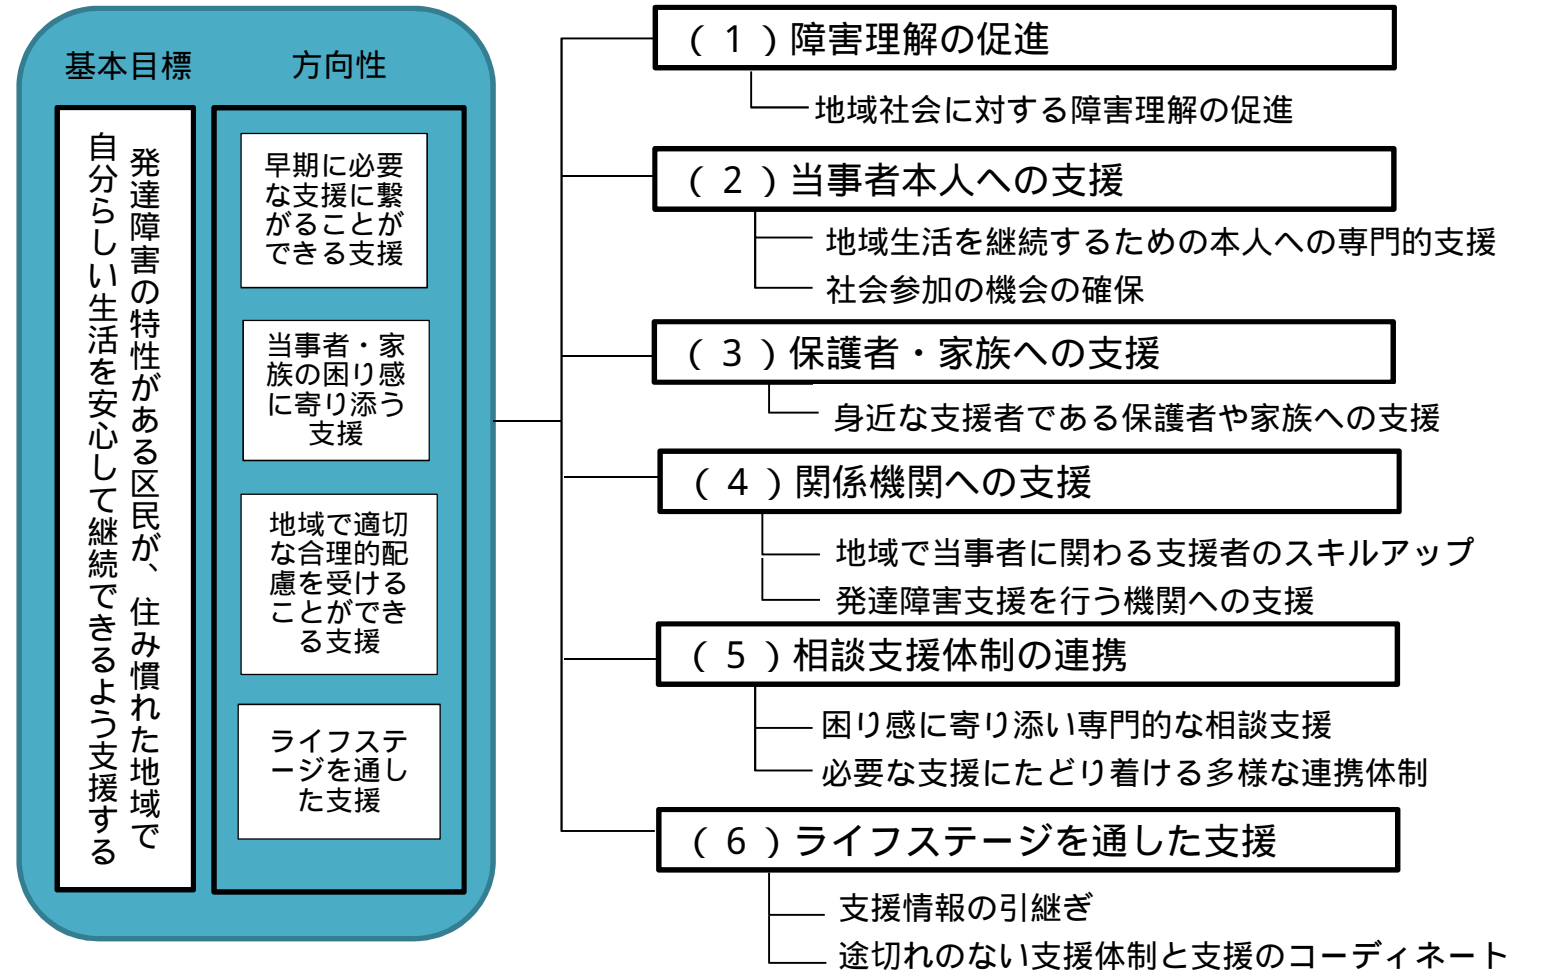 基本目標
発達障害の特性がある区民が、住み慣れた地域で
自分らしい生活を安心して継続できるよう支援する
方向性
早期に必要
な支援に繋
がることが
できる支援
当事者・家
族の困り感
に寄り添う
支援
地域で適切
な合理的配
慮を受ける
ことができ
る支援
ライフステ
ージを通し
た支援
(1)障害理解の促進
地域社会に対する障害理解の促進
(2)当事者本人への支援
地域生活を継続するための本人への専門的支援
社会参加の機会の確保
(3)保護者・家族への支援
身近な支援者である保護者や家族への支援
(4)関係機関への支援
地域で当事者に関わる支援者のスキルアップ
発達障害支援を行う機関への支援
(5)相談支援体制の連携
困り感に寄り添い専門的な相談支援
必要な支援にたどり着ける多様な連携体制
(6)ライフステージを通した支援
支援情報の引継ぎ
途切れのない支援体制と支援のコーディネート